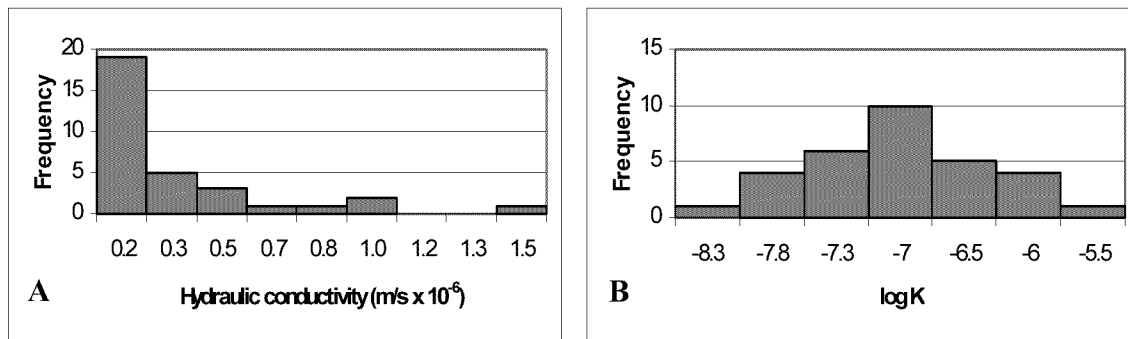 Frequency
20
15
10
5
0
0.2 0.3 0.5 0.7 0.8 1.0 1.2 1.3 1.5
Hydraulic conductivity (m/s x 10⁻⁶)
A
Frequency
15
10
5
0
-8.3 -7.8 -7.3 -7 -6.5 -6 -5.5
log K
B